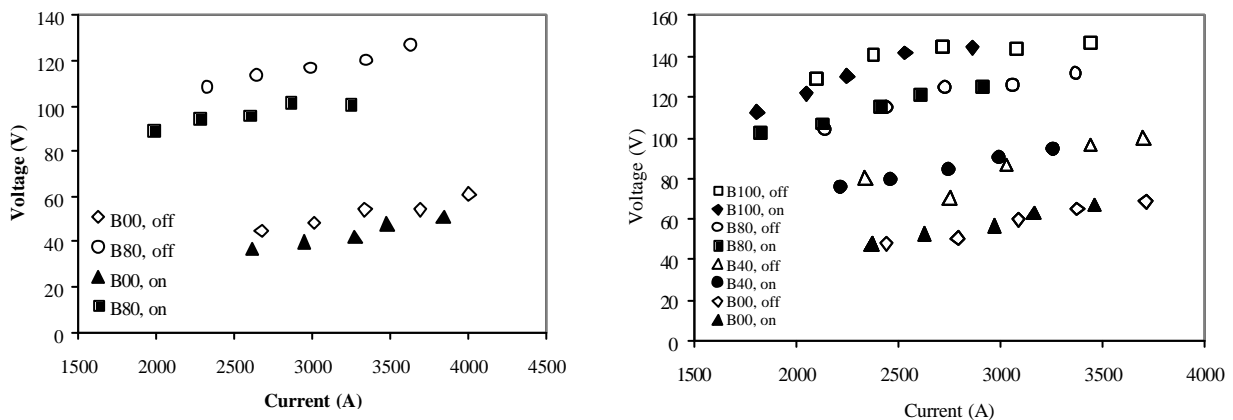 140
120
100
80
60
40
20
0
Voltage (V)
B00, off
B80, off
B00, on
B80, on
1500 2000 2500 3000 3500 4000 4500
Current (A)
160
140
120
100
80
60
40
20
0
Voltage (V)
B100, off
B100, on
B80, off
B80, on
B40, off
B40, on
B00, off
B00, on
1500 2000 2500 3000 3500 4000
Current (A)